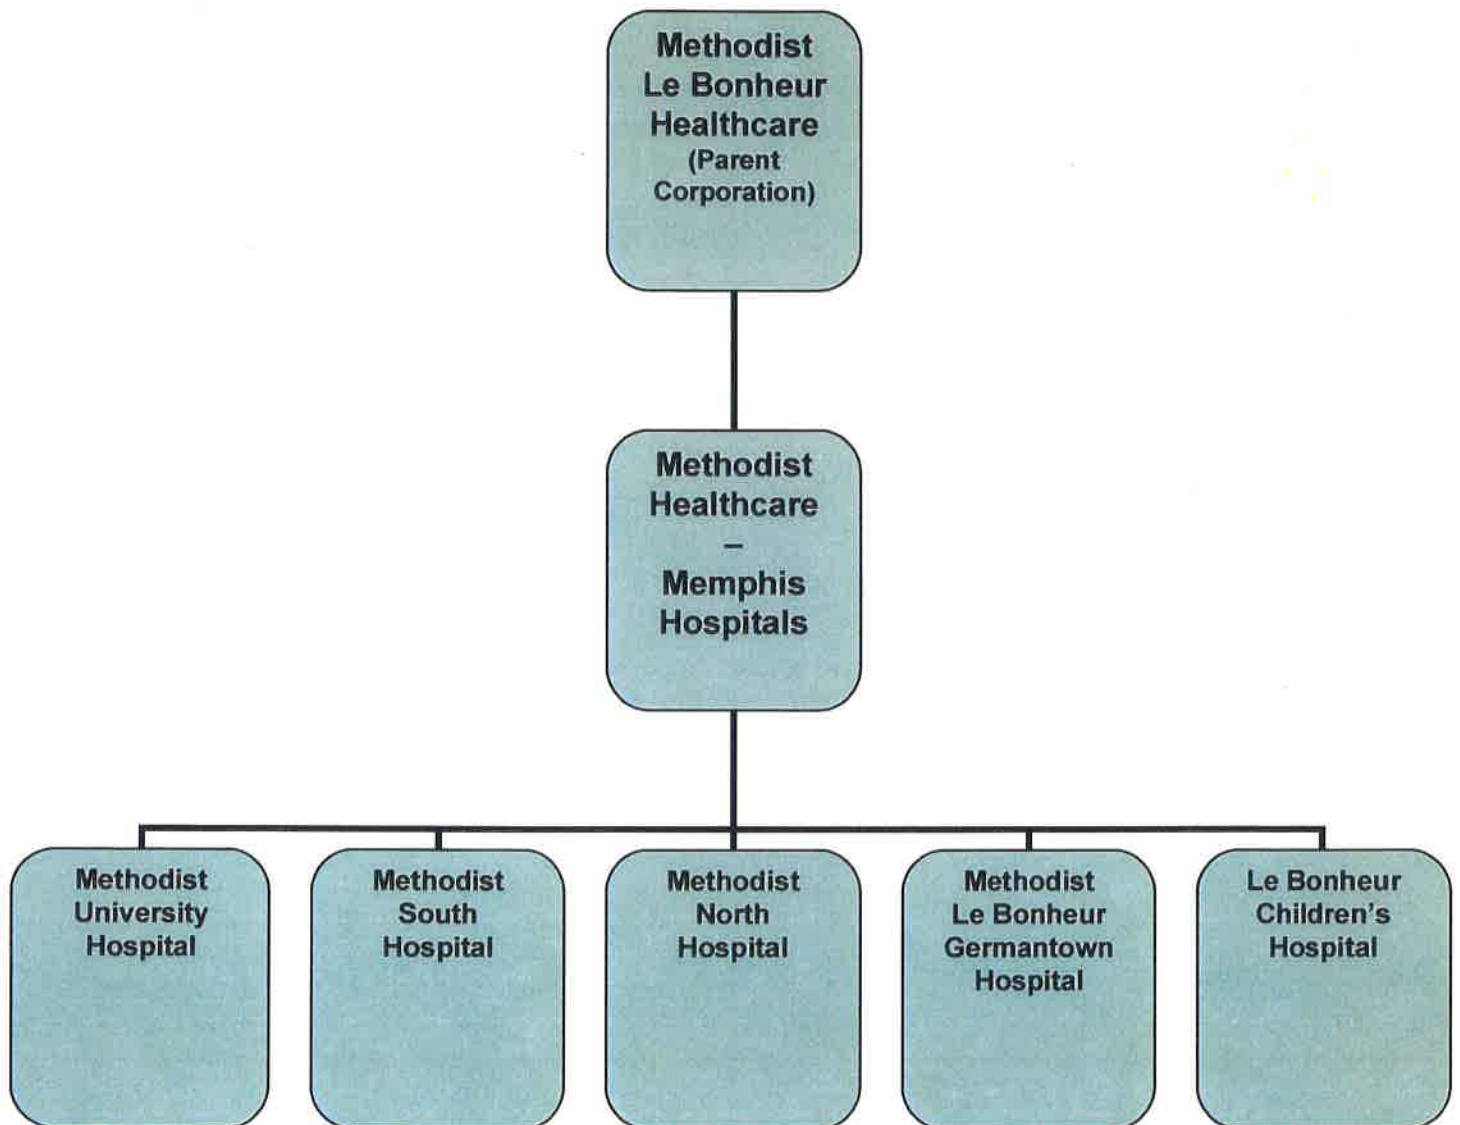 Methodist
Le Bonheur
Healthcare
(Parent
Corporation)
Methodist
Healthcare
–
Memphis
Hospitals
Methodist
University
Hospital
Methodist
South
Hospital
Methodist
North
Hospital
Methodist
Le Bonheur
Germantown
Hospital
Le Bonheur
Children’s
Hospital